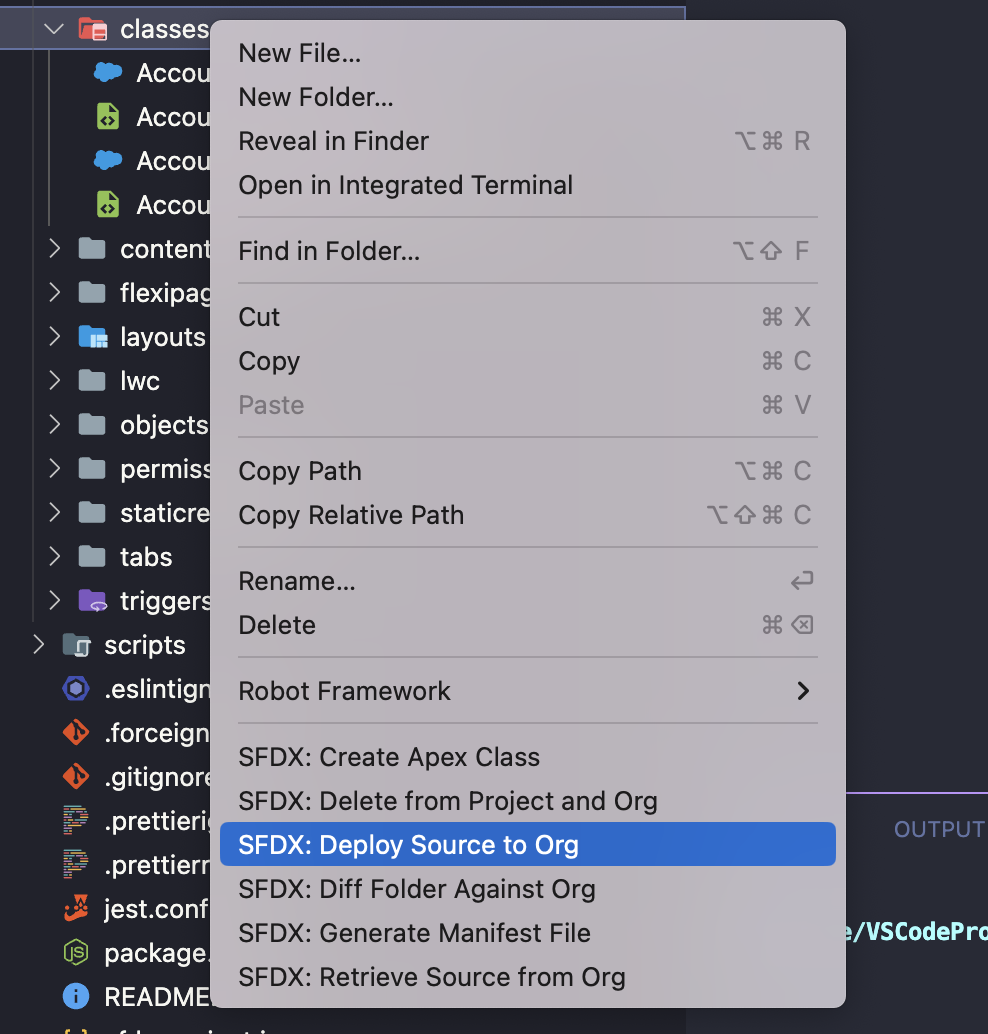 classes
New File...
New Folder...
Reveal in Finder ⌥⌘ R
Open in Integrated Terminal
Find in Folder... ⌥⇧ F
Cut ⌘ X
Copy ⌘ C
Paste ⌘ V
Copy Path ⌥⌘ C
Copy Relative Path ⌥⇧⌘ C
Rename... ↩
Delete ⌘ ⌫
Robot Framework
SFDX: Create Apex Class
SFDX: Delete from Project and Org
SFDX: Deploy Source to Org
SFDX: Diff Folder Against Org
SFDX: Generate Manifest File
SFDX: Retrieve Source from Org
Accou
Accou
Accou
Accou
content
flexipag
layouts
lwc
objects
permiss
staticre
tabs
triggers
scripts
.eslintign
.forceign
.gitignore
.prettierig
.prettierr
jest.conf
package.
README.
OUTPUT
e/VSCodePro